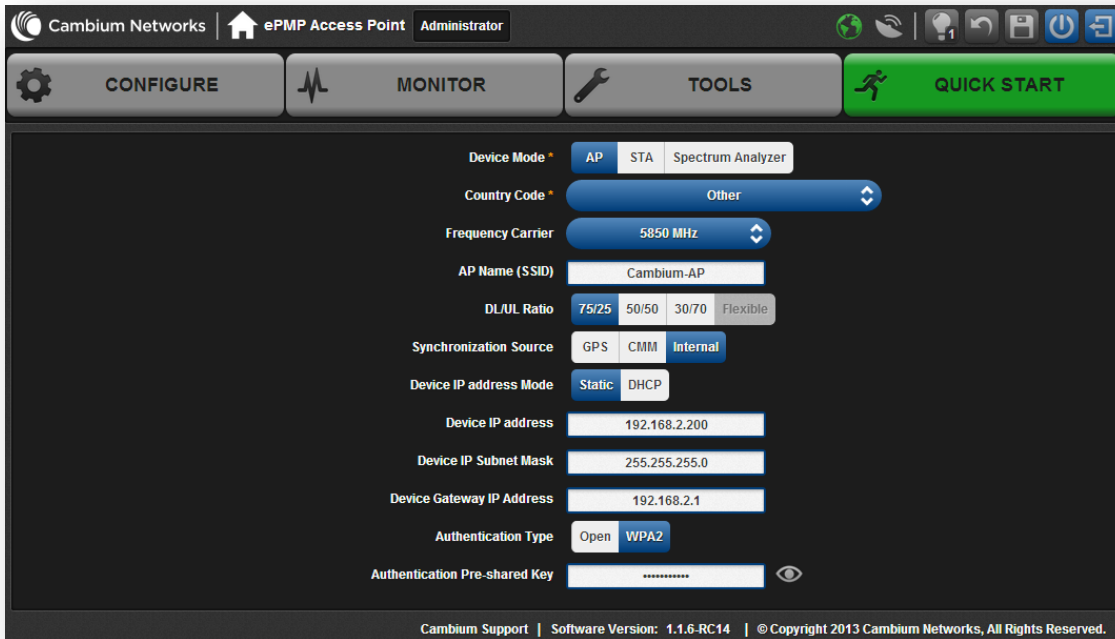 Cambium Networks | ePMP Access Point Administrator 1
CONFIGURE MONITOR TOOLS QUICK START
Device Mode * AP STA Spectrum Analyzer
Country Code * Other
Frequency Carrier 5850 MHz
AP Name (SSID) Cambium-AP
DL/UL Ratio 75/25 50/50 30/70 Flexible
Synchronization Source GPS CMM Internal
Device IP address Mode Static DHCP
Device IP address 192.168.2.200
Device IP Subnet Mask 255.255.255.0
Device Gateway IP Address 192.168.2.1
Authentication Type Open WPA2
Authentication Pre-shared Key •••••••••••
Cambium Support | Software Version: 1.1.6-RC14 | © Copyright 2013 Cambium Networks, All Rights Reserved.